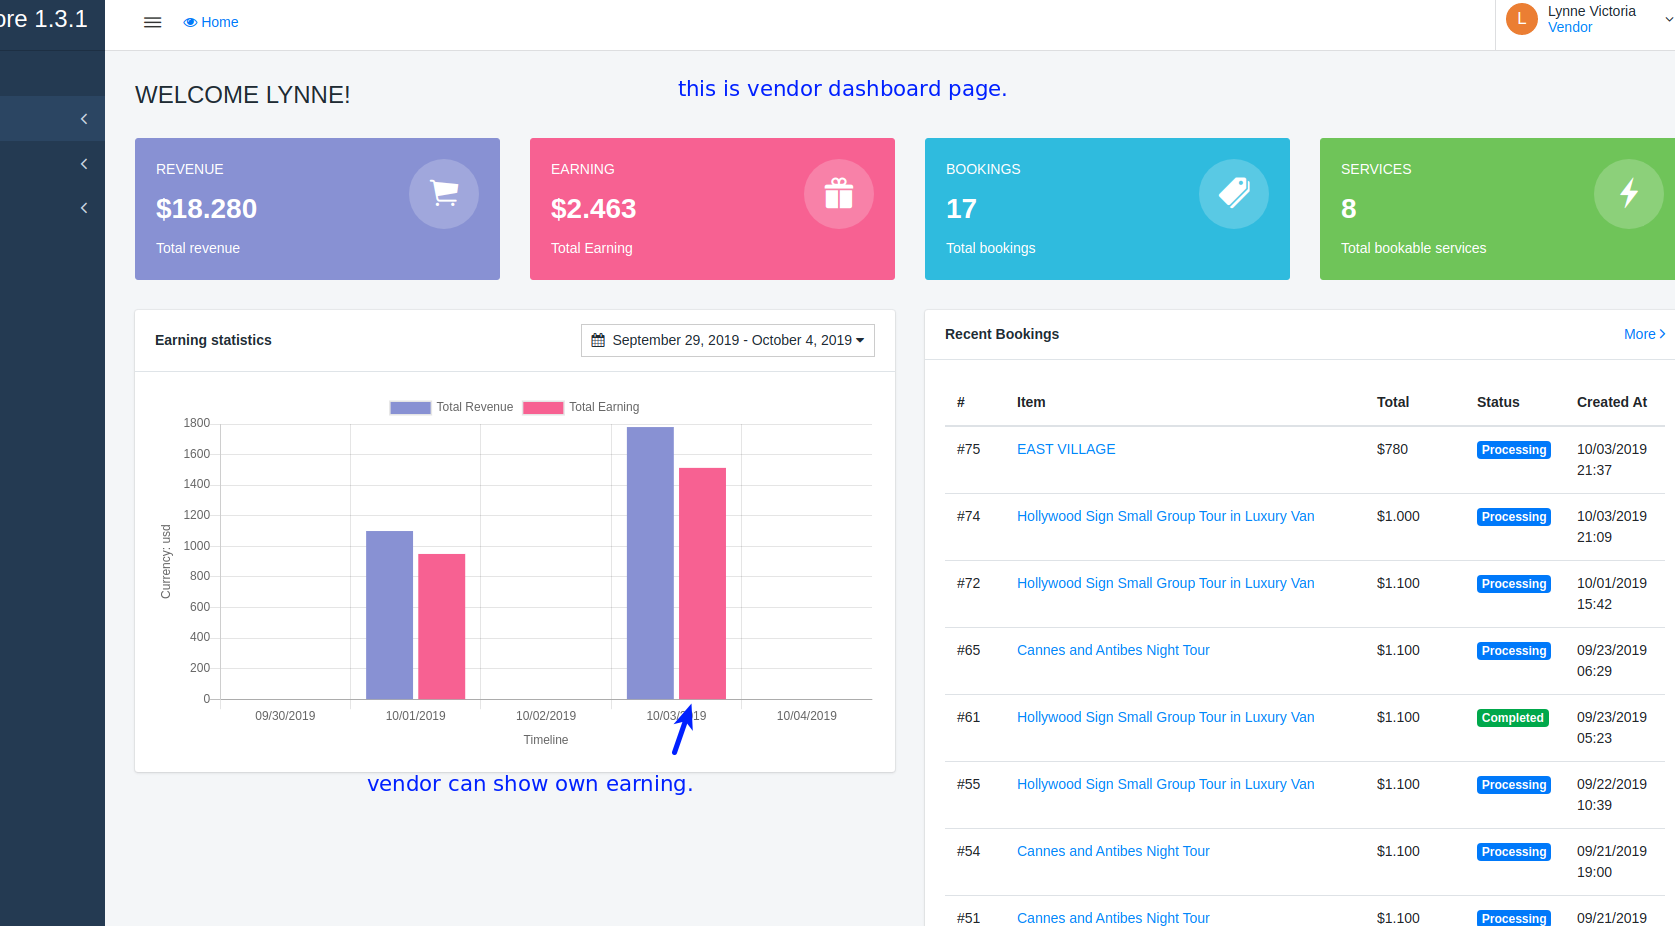 ore 1.3.1
Home
L
Lynne Victoria
Vendor
WELCOME LYNNE!
this is vendor dashboard page.
REVENUE
$18.280
Total revenue
EARNING
$2.463
Total Earning
BOOKINGS
17
Total bookings
SERVICES
8
Total bookable services
Earning statistics
September 29, 2019 - October 4, 2019
Total Revenue Total Earning
Currency: usd
1800
1600
1400
1200
1000
800
600
400
200
0
09/30/2019 10/01/2019 10/02/2019 10/03/2019 10/04/2019
Timeline
vendor can show own earning.
Recent Bookings
More
# Item Total Status Created At
#75 EAST VILLAGE $780 Processing 10/03/2019
21:37
#74 Hollywood Sign Small Group Tour in Luxury Van $1.000 Processing 10/03/2019
21:09
#72 Hollywood Sign Small Group Tour in Luxury Van $1.100 Processing 10/01/2019
15:42
#65 Cannes and Antibes Night Tour $1.100 Processing 09/23/2019
06:29
#61 Hollywood Sign Small Group Tour in Luxury Van $1.100 Completed 09/23/2019
05:23
#55 Hollywood Sign Small Group Tour in Luxury Van $1.100 Processing 09/22/2019
10:39
#54 Cannes and Antibes Night Tour $1.100 Processing 09/21/2019
19:00
#51 Cannes and Antibes Night Tour $1.100 Processing 09/21/2019